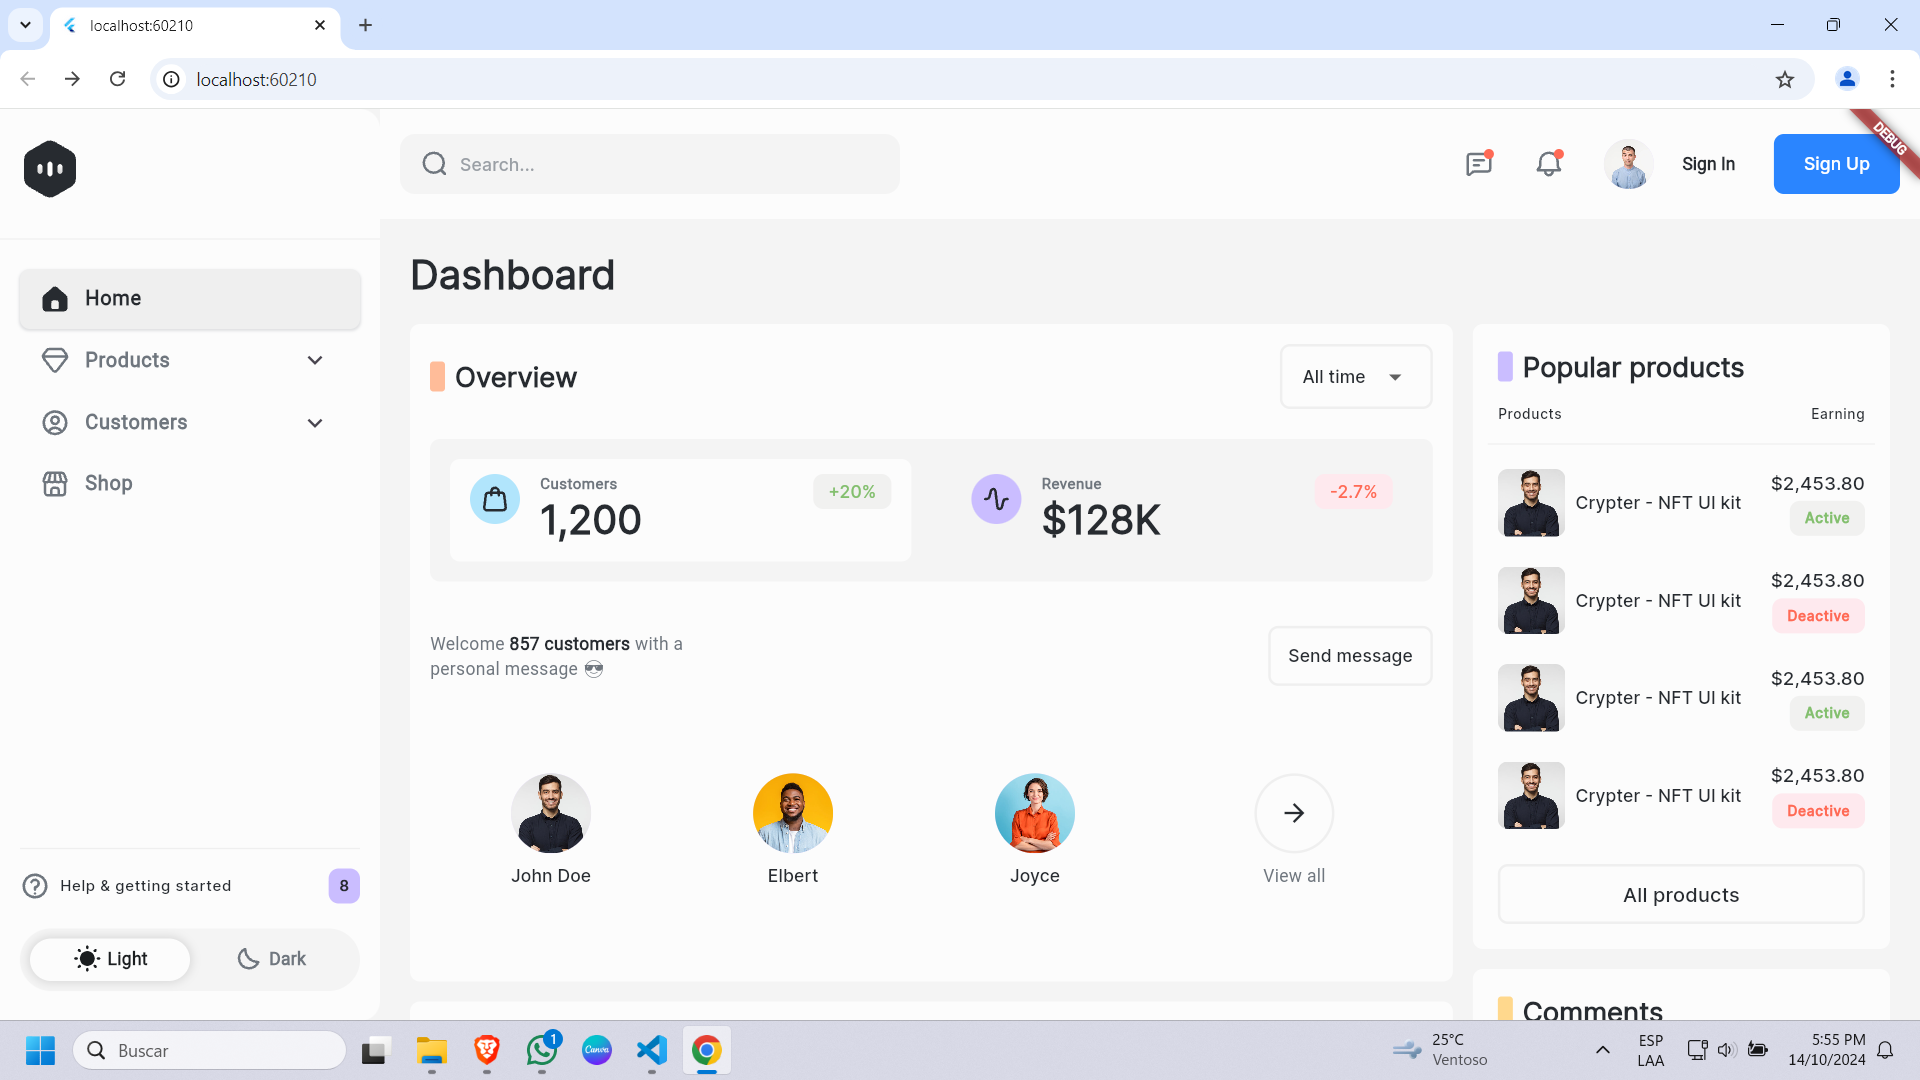 localhost:60210
localhost:60210
DEBUG
Search...
Sign In
Sign Up
Home
Products
Customers
Shop
Help & getting started
8
Light
Dark
Dashboard
Overview
All time
Customers
1,200
+20%
Revenue
$128K
-2.7%
Welcome 857 customers with a
personal message 😎
Send message
John Doe
Elbert
Joyce
View all
Popular products
Products
Earning
Crypter - NFT UI kit
$2,453.80
Active
Crypter - NFT UI kit
$2,453.80
Deactive
Crypter - NFT UI kit
$2,453.80
Active
Crypter - NFT UI kit
$2,453.80
Deactive
All products
Comments
Buscar
1
Canva
25°C
Ventoso
ESP
LAA
5:55 PM
14/10/2024